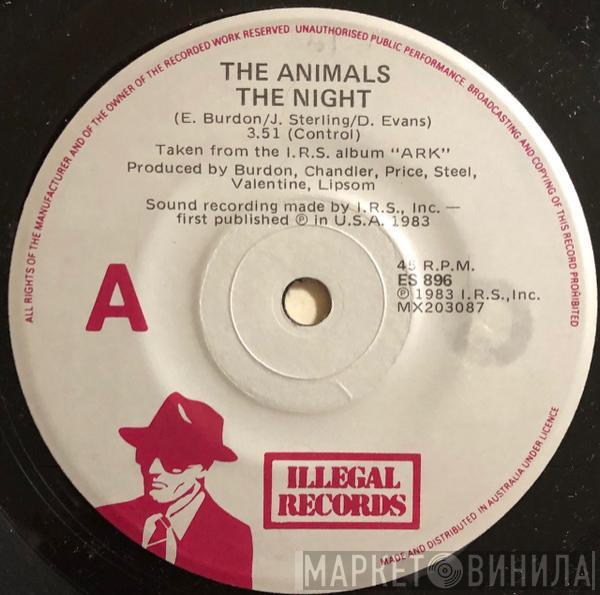 ALL RIGHTS OF THE MANUFACTURER AND OF THE OWNER OF THE RECORDED WORK RESERVED UNAUTHORISED PUBLIC PERFORMANCE, BROADCASTING AND COPYING OF THIS RECORD PROHIBITED
THE ANIMALS
THE NIGHT
(E. Burdon/J. Sterling/D. Evans)
3.51 (Control)
Taken from the I.R.S. album "ARK"
Produced by Burdon, Chandler, Price, Steel,
Valentine, Lipsom
Sound recording made by I.R.S., Inc. —
first published ℗ in U.S.A. 1983
A
45 R.P.M.
ES 896
℗ 1983 I.R.S., Inc.
MX203087
ILLEGAL
RECORDS
MADE AND DISTRIBUTED IN AUSTRALIA UNDER LICENCE
МАРКЕТ ВИНИЛА